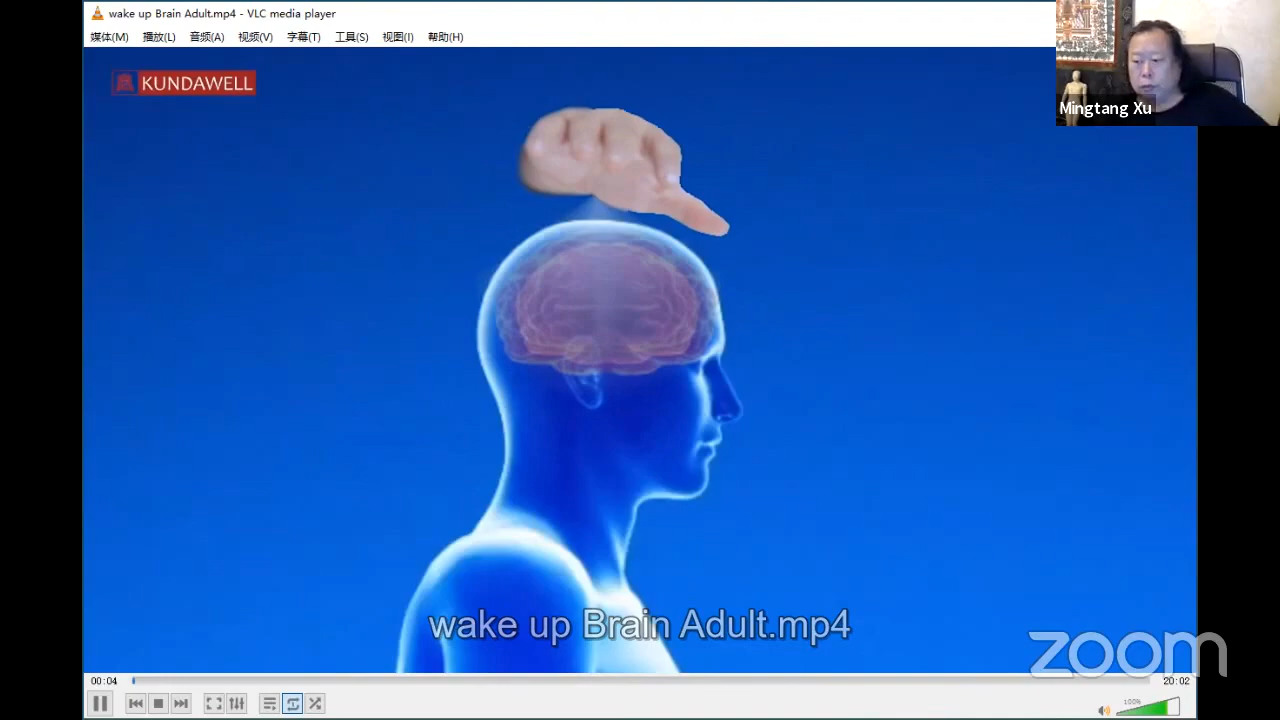 wake up Brain Adult.mp4 - VLC media player
媒体(M) 播放(L) 音频(A) 视频(V) 字幕(T) 工具(S) 视图(I) 帮助(H)
KUNDAWELL
Mingtang Xu
wake up Brain Adult.mp4
zoom
00:04
20:02
100%